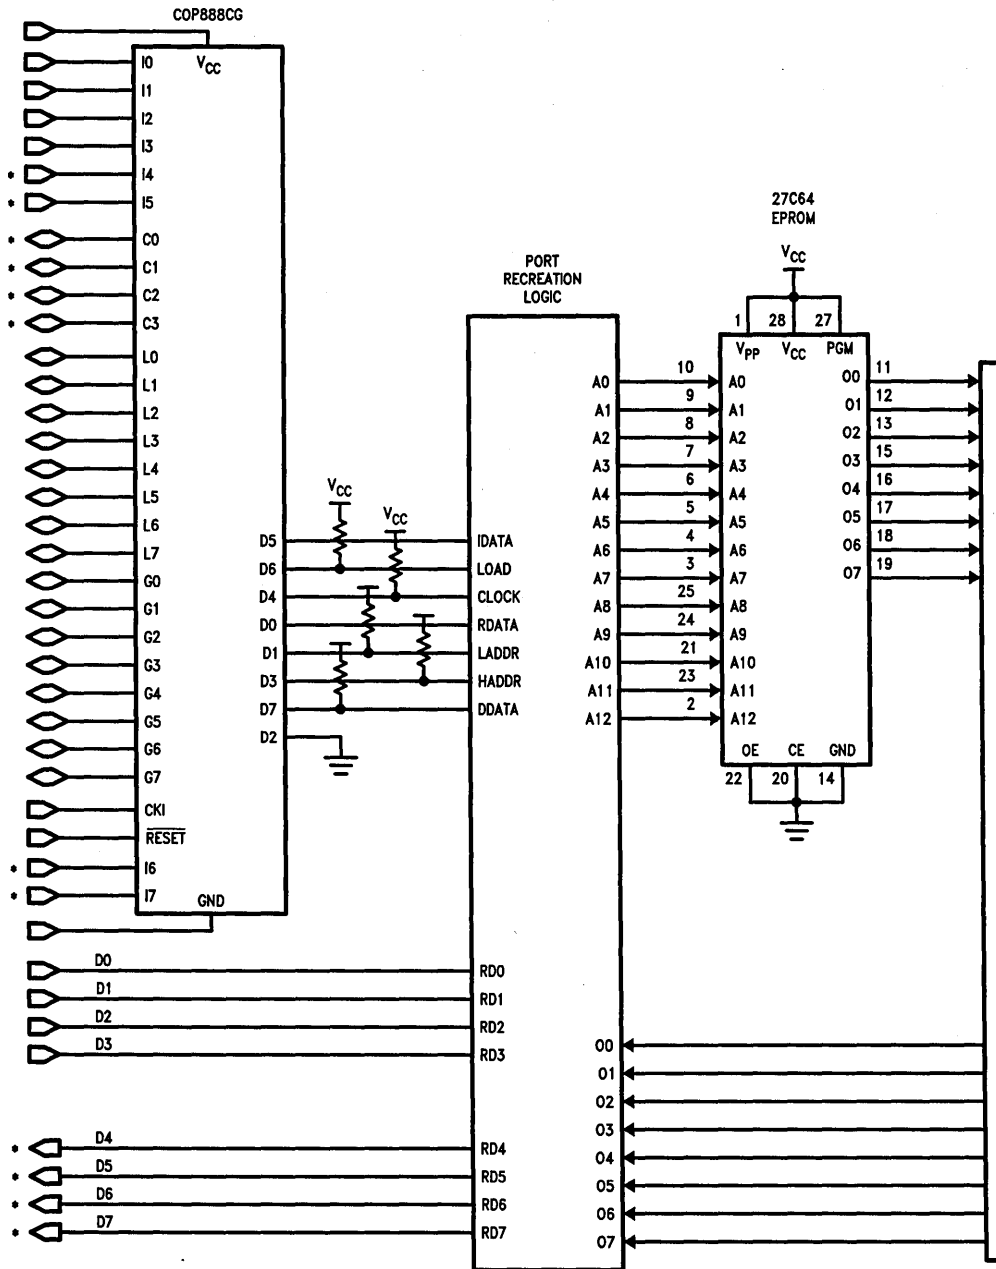 COP888CG
VCC
I0
I1
I2
I3
* I4
* I5
* C0
* C1
* C2
* C3
L0
L1
L2
L3
L4
L5
L6
L7
G0
G1
G2
G3
G4
G5
G6
G7
CKI
RESET
* I6
* I7
GND
D5
D6
D4
D0
D1
D3
D7
D2
VCC
VCC
PORT
RECREATION
LOGIC
IDATA
LOAD
CLOCK
RDATA
LADDR
HADDR
DDATA
A0
A1
A2
A3
A4
A5
A6
A7
A8
A9
A10
A11
A12
27C64
EPROM
VCC
1 28 27
VPP VCC PGM
10 A0
9 A1
8 A2
7 A3
6 A4
5 A5
4 A6
3 A7
25 A8
24 A9
21 A10
23 A11
2 A12
O0 11
O1 12
O2 13
O3 15
O4 16
O5 17
O6 18
O7 19
OE CE GND
22 20 14
D0 RD0
D1 RD1
D2 RD2
D3 RD3
* D4 RD4
* D5 RD5
* D6 RD6
* D7 RD7
O0
O1
O2
O3
O4
O5
O6
O7